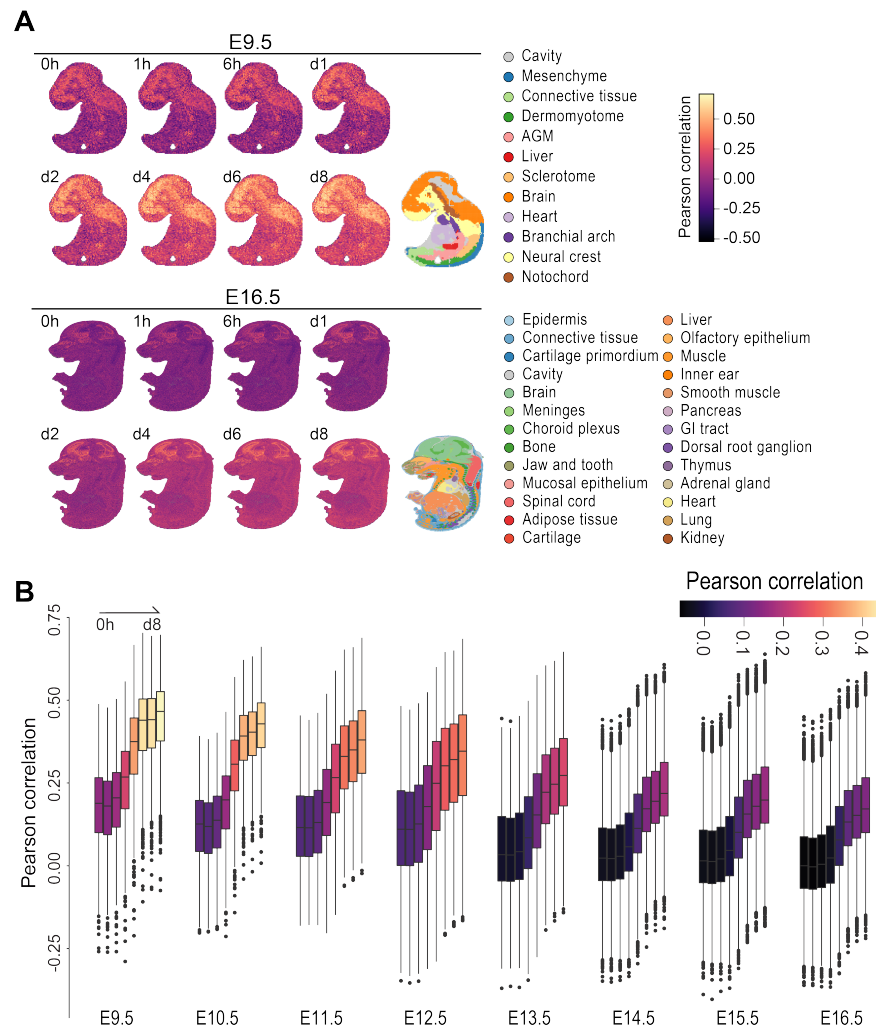 A
E9.5
0h 1h 6h d1
d2 d4 d6 d8
Cavity
Mesenchyme
Connective tissue
Dermomyotome
AGM
Liver
Sclerotome
Brain
Heart
Branchial arch
Neural crest
Notochord
Pearson correlation
0.50
0.25
0.00
-0.25
-0.50
E16.5
0h 1h 6h d1
d2 d4 d6 d8
Epidermis
Connective tissue
Cartilage primordium
Cavity
Brain
Meninges
Choroid plexus
Bone
Jaw and tooth
Mucosal epithelium
Spinal cord
Adipose tissue
Cartilage
Liver
Olfactory epithelium
Muscle
Inner ear
Smooth muscle
Pancreas
GI tract
Dorsal root ganglion
Thymus
Adrenal gland
Heart
Lung
Kidney
B
Pearson correlation
0.0 0.1 0.2 0.3 0.4
0h d8
Pearson correlation
0.75
0.50
0.25
0.00
-0.25
E9.5 E10.5 E11.5 E12.5 E13.5 E14.5 E15.5 E16.5